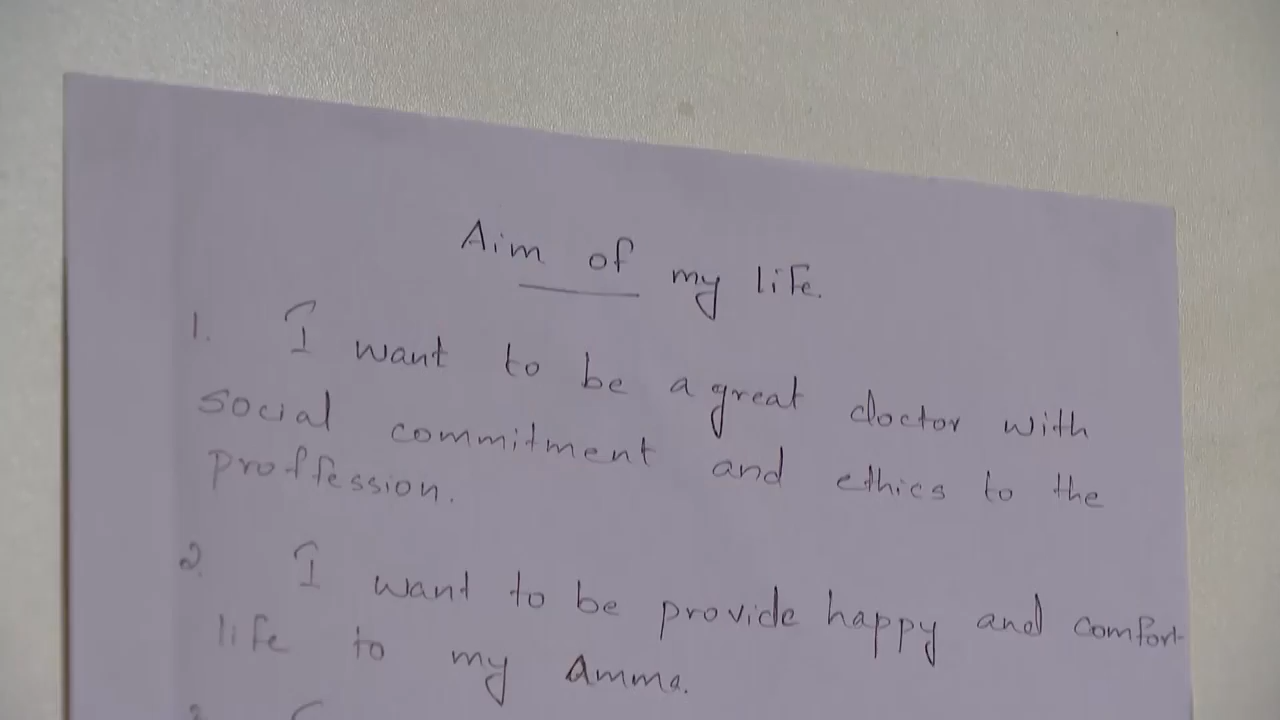 Aim of my life.
1. I want to be a great doctor with
social commitment and ethics to the
proffession.
2. I want to be provide happy and comfort-
life to my Amma.